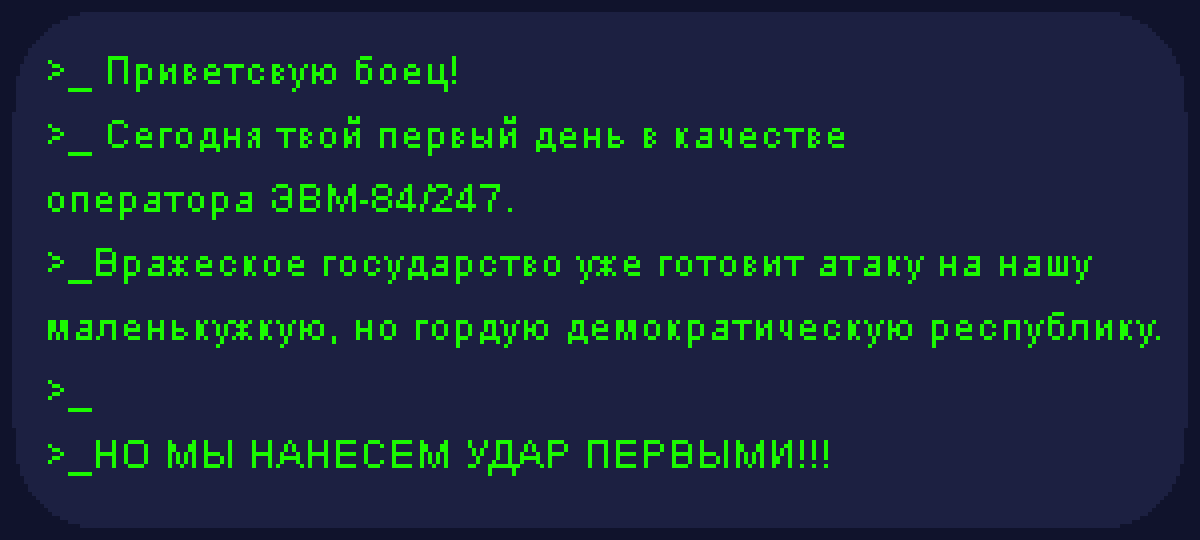 >_ Приветсвую боец!
>_ Сегодня твой первый день в качестве
оператора ЭВМ-84/247.
>_Вражеское государство уже готовит атаку на нашу
маленькужкую, но гордую демократическую республику.
>_
>_НО МЫ НАНЕСЕМ УДАР ПЕРВЫМИ!!!